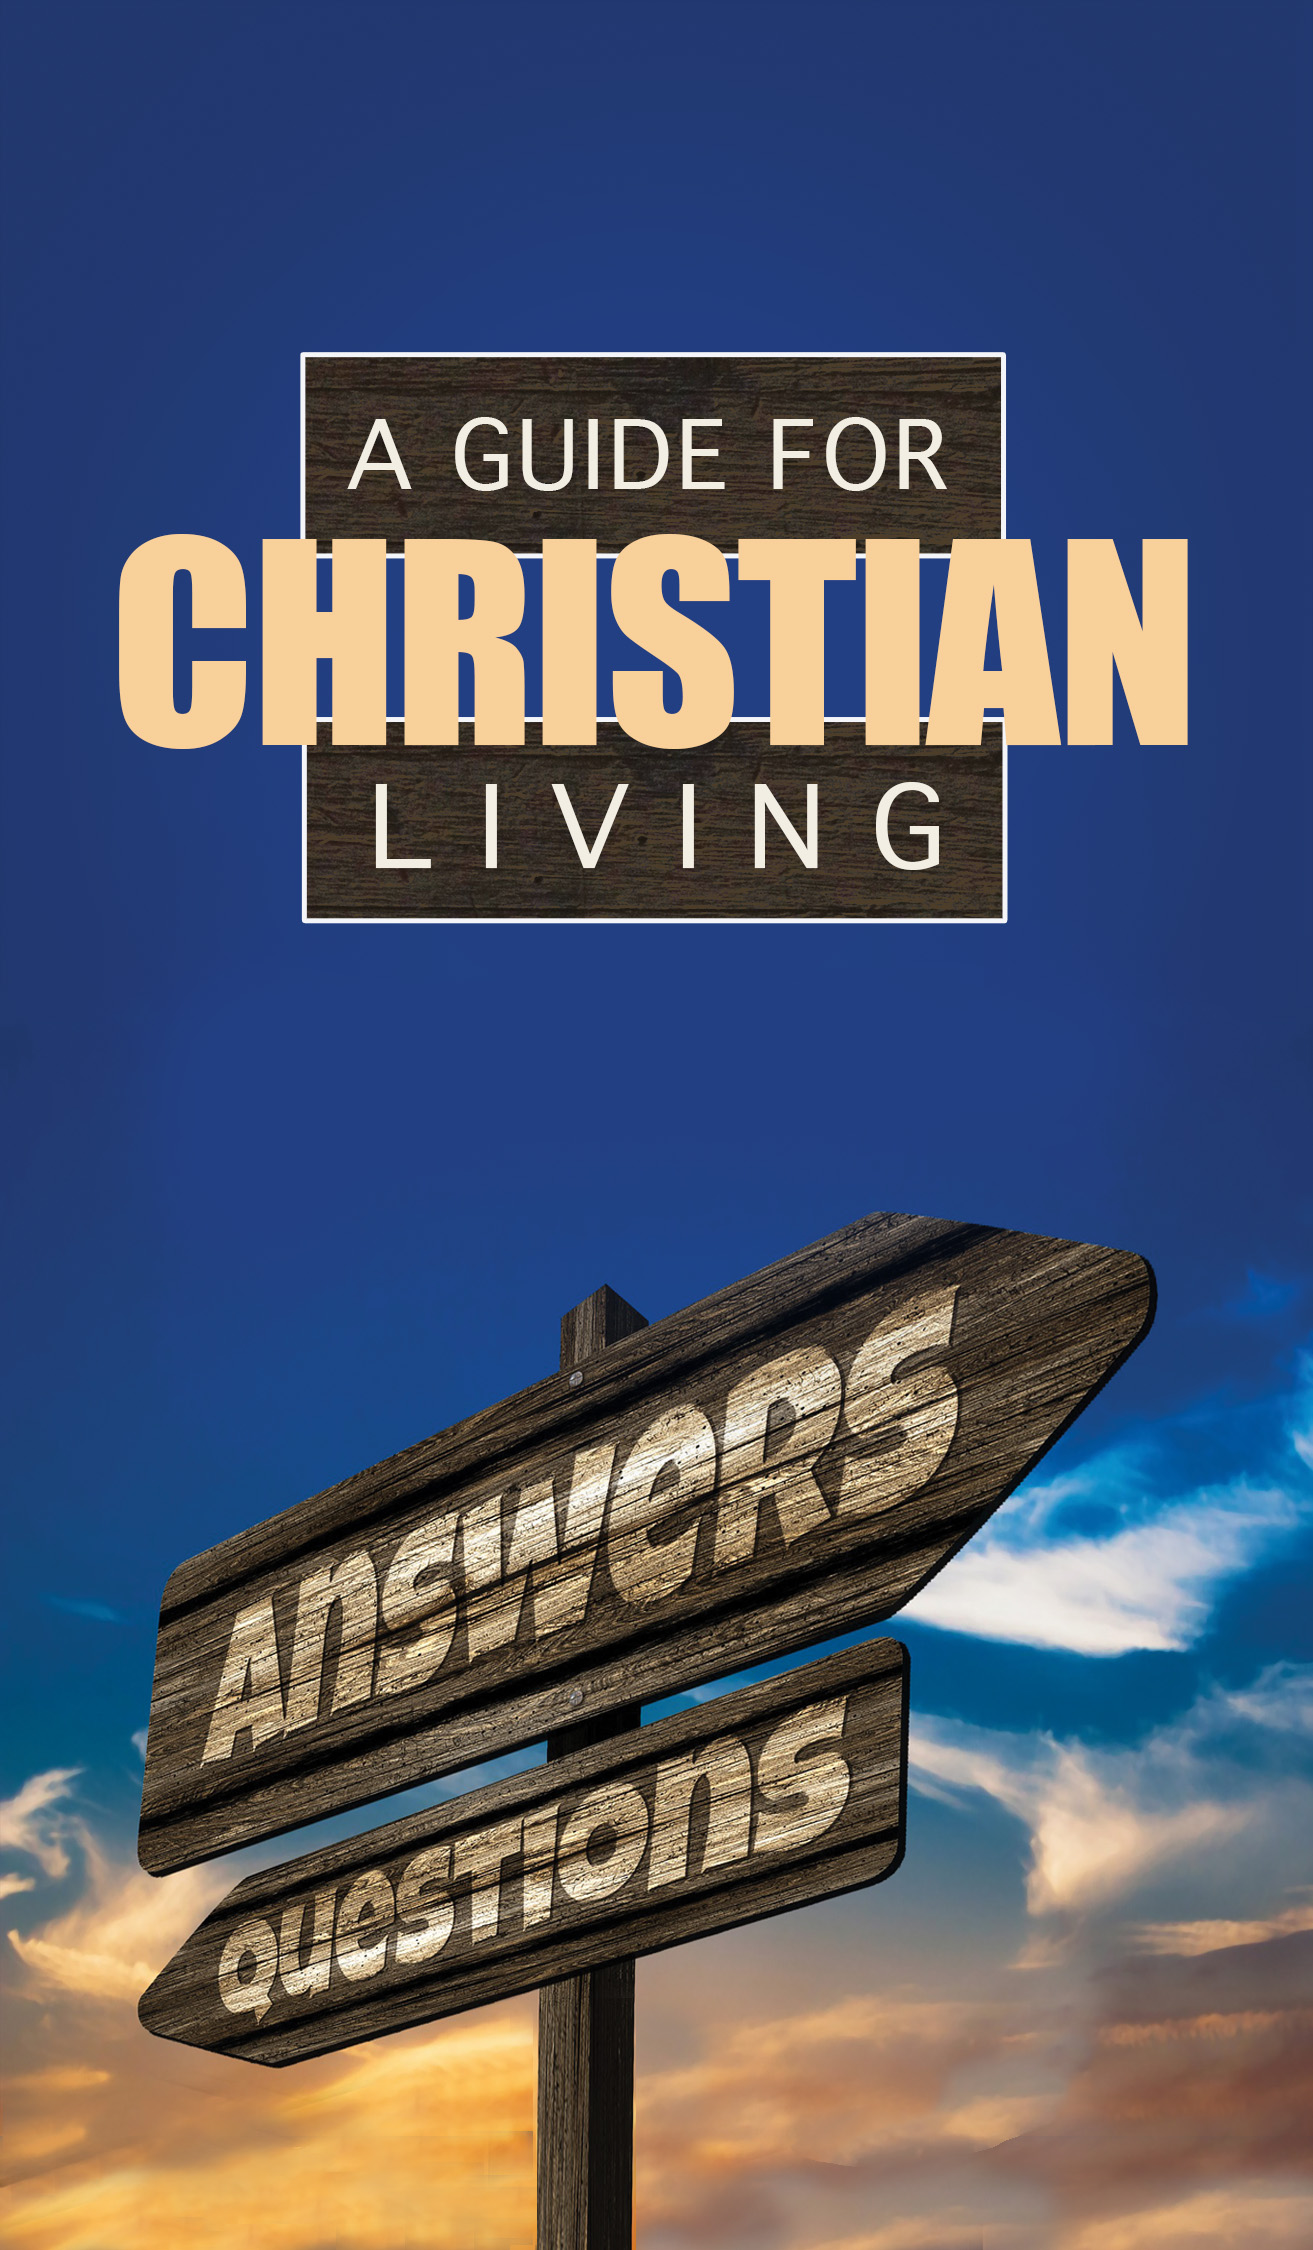 A GUIDE FOR
CHRISTIAN
LIVING
ANSWERS
QUESTIONS